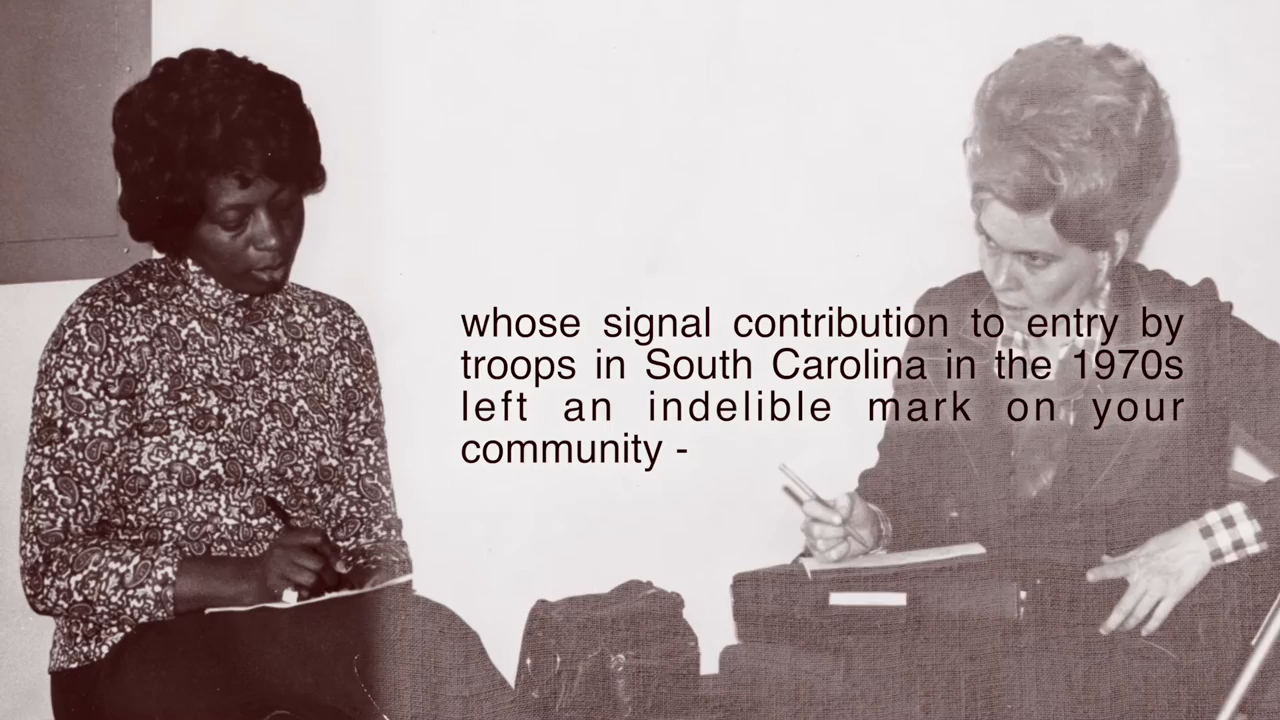 whose signal contribution to entry by
troops in South Carolina in the 1970s
left an indelible mark on your
community -